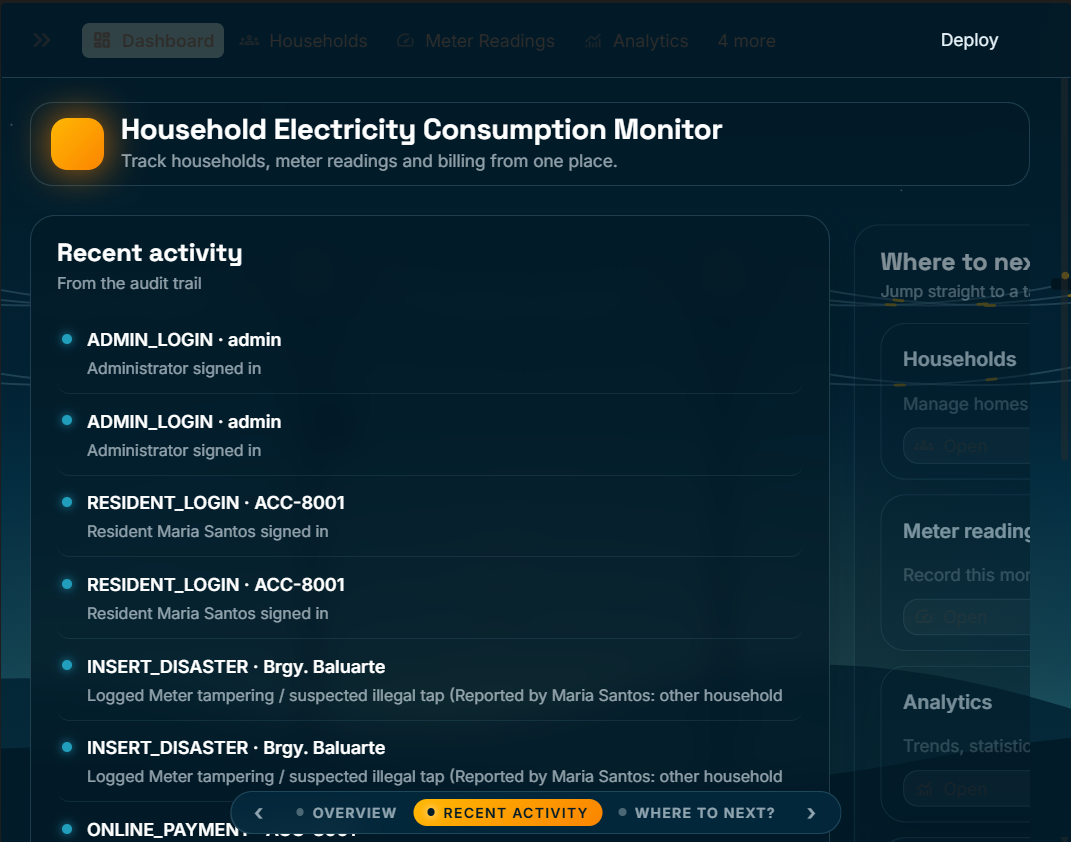 Dashboard
Households
Meter Readings
Analytics
4 more
Deploy
Household Electricity Consumption Monitor
Track households, meter readings and billing from one place.
Recent activity
From the audit trail
ADMIN_LOGIN · admin
Administrator signed in
ADMIN_LOGIN · admin
Administrator signed in
RESIDENT_LOGIN · ACC-8001
Resident Maria Santos signed in
RESIDENT_LOGIN · ACC-8001
Resident Maria Santos signed in
INSERT_DISASTER · Brgy. Baluarte
Logged Meter tampering / suspected illegal tap (Reported by Maria Santos: other household
INSERT_DISASTER · Brgy. Baluarte
Logged Meter tampering / suspected illegal tap (Reported by Maria Santos: other household
ONLINE_PAYMENT
Where to
Jump straight to a
Households
Manage homes
Open
Meter
Record this
Open
Analytics
Trends,
Open
OVERVIEW
RECENT ACTIVITY
WHERE TO NEXT?